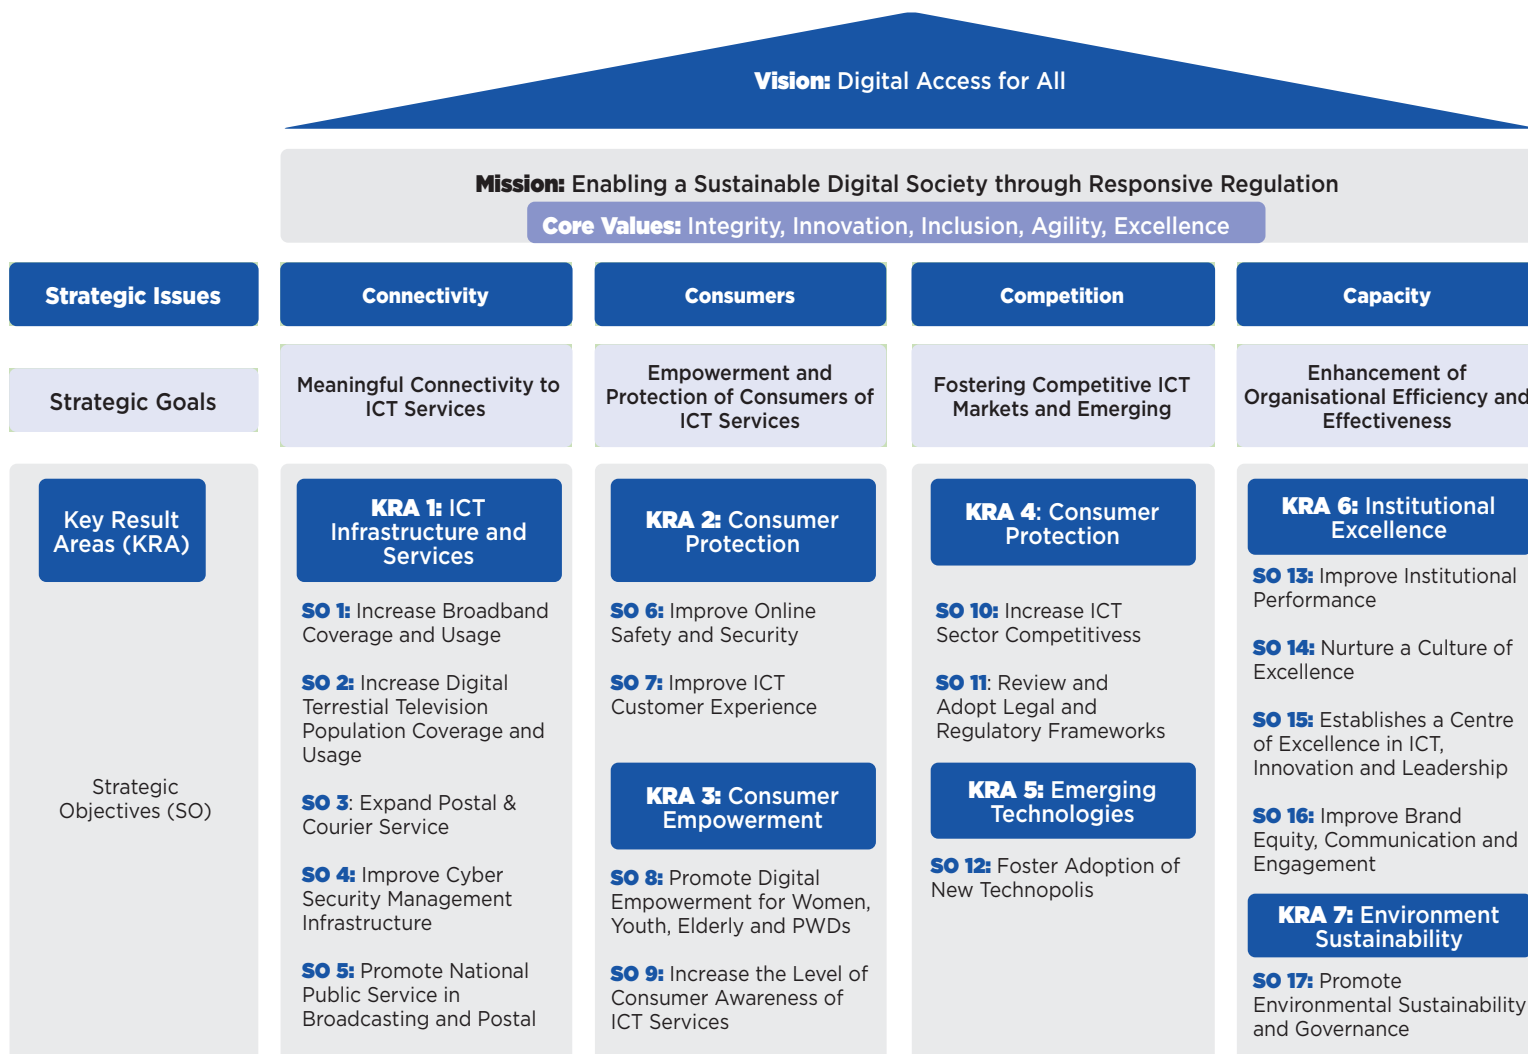 Vision: Digital Access for All
Mission: Enabling a Sustainable Digital Society through Responsive Regulation
Core Values: Integrity, Innovation, Inclusion, Agility, Excellence
Strategic Issues
Connectivity
Consumers
Competition
Capacity
Strategic Goals
Meaningful Connectivity to
ICT Services
Empowerment and
Protection of Consumers of
ICT Services
Fostering Competitive ICT
Markets and Emerging
Enhancement of
Organisational Efficiency and
Effectiveness
Key Result
Areas (KRA)
Strategic
Objectives (SO)
KRA 1: ICT
Infrastructure and
Services
SO 1: Increase Broadband
Coverage and Usage
SO 2: Increase Digital
Terrestial Television
Population Coverage and
Usage
SO 3: Expand Postal &
Courier Service
SO 4: Improve Cyber
Security Management
Infrastructure
SO 5: Promote National
Public Service in
Broadcasting and Postal
KRA 2: Consumer
Protection
SO 6: Improve Online
Safety and Security
SO 7: Improve ICT
Customer Experience
KRA 3: Consumer
Empowerment
SO 8: Promote Digital
Empowerment for Women,
Youth, Elderly and PWDs
SO 9: Increase the Level of
Consumer Awareness of
ICT Services
KRA 4: Consumer
Protection
SO 10: Increase ICT
Sector Competitivess
SO 11: Review and
Adopt Legal and
Regulatory Frameworks
KRA 5: Emerging
Technologies
SO 12: Foster Adoption of
New Technopolis
KRA 6: Institutional
Excellence
SO 13: Improve Institutional
Performance
SO 14: Nurture a Culture of
Excellence
SO 15: Establishes a Centre
of Excellence in ICT,
Innovation and Leadership
SO 16: Improve Brand
Equity, Communication and
Engagement
KRA 7: Environment
Sustainability
SO 17: Promote
Environmental Sustainability
and Governance